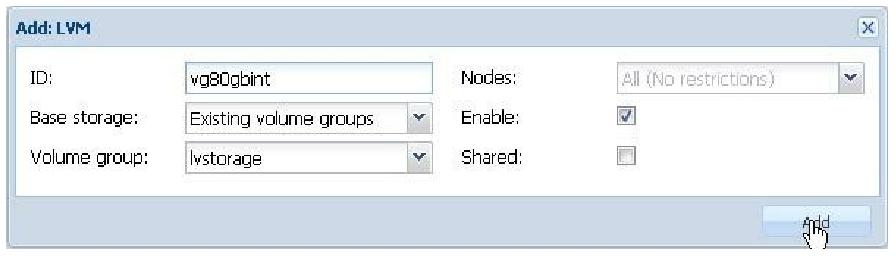 Add: LVM
ID: vg80gbint Nodes: All (No restrictions)
Base storage: Existing volume groups Enable:
Volume group: lvstorage Shared:
Add